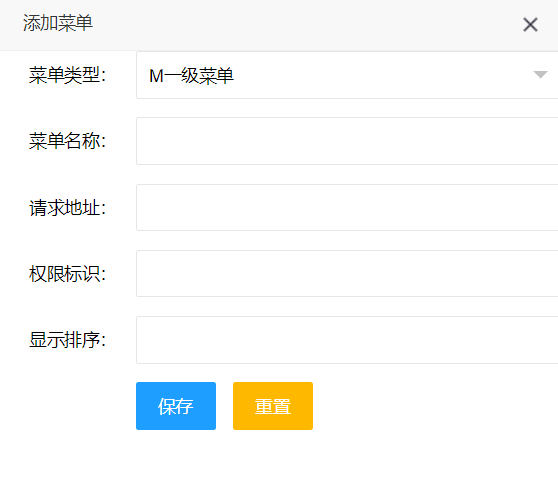 添加菜单
菜单类型： M一级菜单
菜单名称：
请求地址：
权限标识：
显示排序：
保存 重置